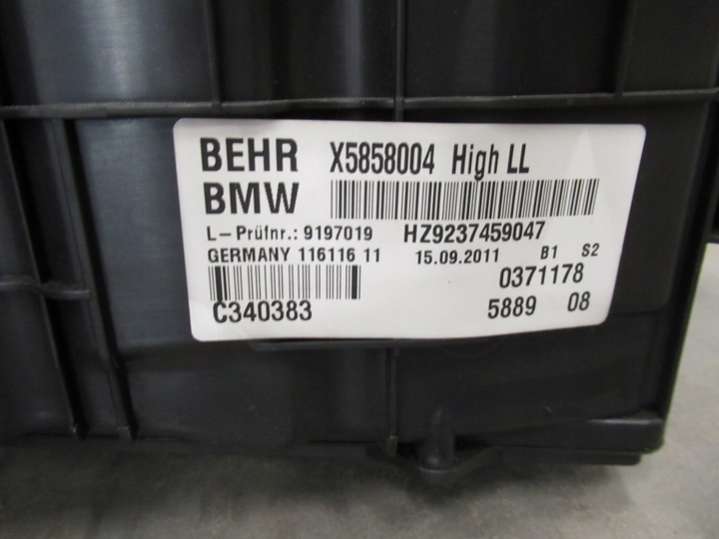 BEHR X5858004 High LL
BMW
L-Prüfnr.: 9197019 HZ9237459047
GERMANY 116116 11 15.09.2011 B1 S2
0371178
C340383 5889 08